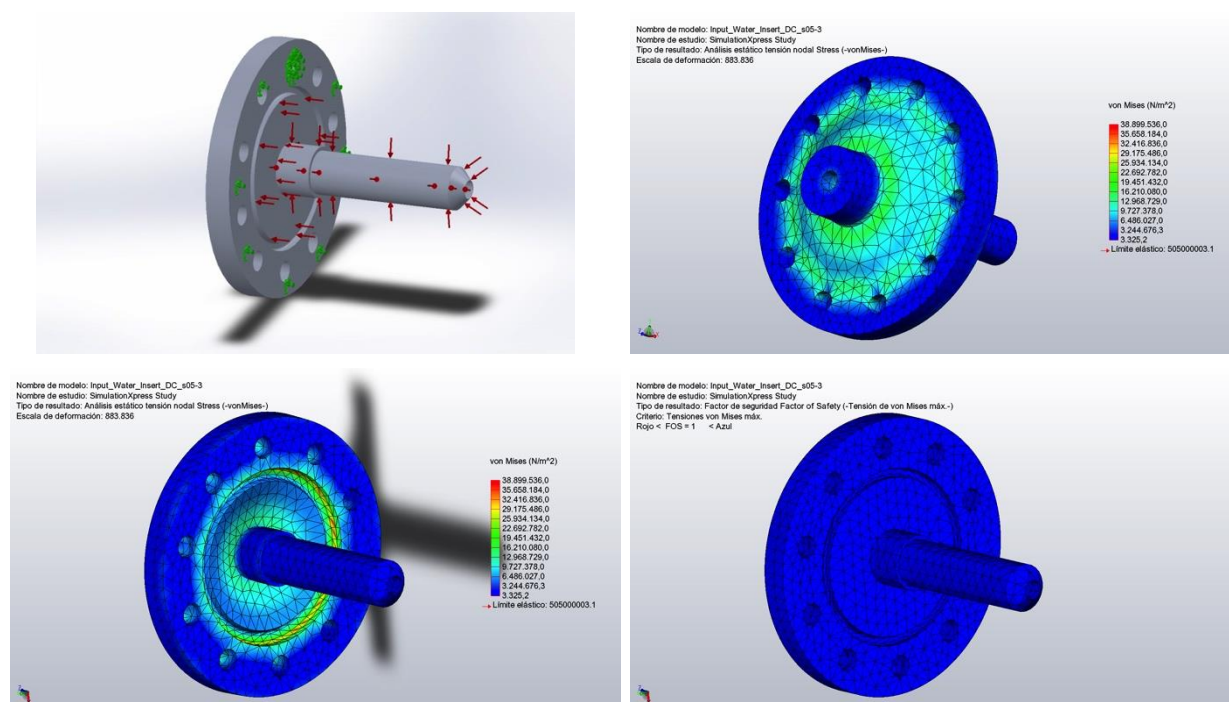 Nombre de modelo: Input_Water_Insert_DC_s05-3
Nombre de estudio: SimulationXpress Study
Tipo de resultado: Análisis estático tensión nodal Stress (-vonMises-)
Escala de deformación: 883.836
von Mises (N/m^2)
38.899.536,0
35.658.184,0
32.416.836,0
29.175.486,0
25.934.134,0
22.692.782,0
19.451.432,0
16.210.080,0
12.968.729,0
9.727.378,0
6.486.027,0
3.244.676,3
3.325,2
Límite elástico: 505000003.1
Nombre de modelo: Input_Water_Insert_DC_s05-3
Nombre de estudio: SimulationXpress Study
Tipo de resultado: Análisis estático tensión nodal Stress (-vonMises-)
Escala de deformación: 883.836
von Mises (N/m^2)
38.899.536,0
35.658.184,0
32.416.836,0
29.175.486,0
25.934.134,0
22.692.782,0
19.451.432,0
16.210.080,0
12.968.729,0
9.727.378,0
6.486.027,0
3.244.676,3
3.325,2
Límite elástico: 505000003.1
Nombre de modelo: Input_Water_Insert_DC_s05-3
Nombre de estudio: SimulationXpress Study
Tipo de resultado: Factor de seguridad Factor of Safety (-Tensión de von Mises máx.-)
Criterio: Tensiones von Mises máx.
Rojo < FOS = 1 < Azul